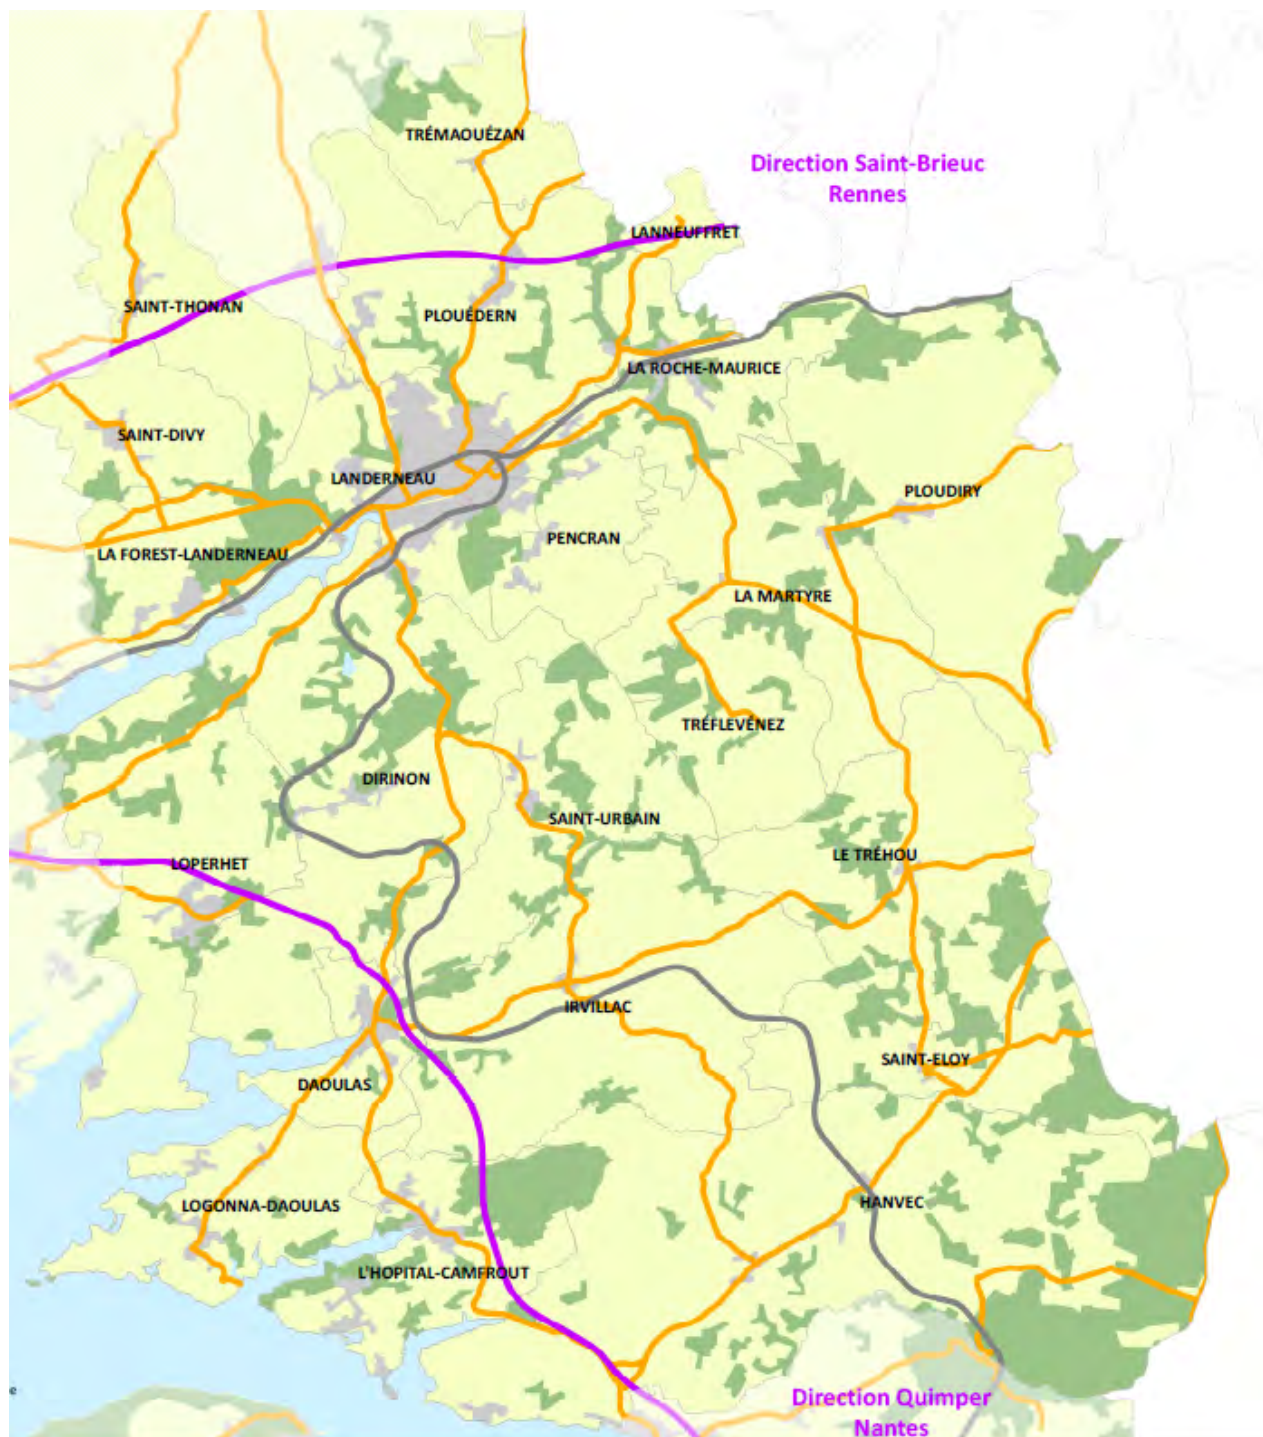 TRÉMAOUÉZAN
Direction Saint-Brieuc
Rennes
LANNEUFFRET
SAINT-THONAN
PLOUÉDERN
LA ROCHE-MAURICE
SAINT-DIVY
LANDERNEAU
PLOUDIRY
PENCRAN
LA FOREST-LANDERNEAU
LA MARTYRE
TRÉFLEVÉNEZ
DIRINON
SAINT-URBAIN
LE TRÉHOU
LOPERHET
IRVILLAC
SAINT-ELOY
DAOULAS
HANVEC
LOGONNA-DAOULAS
L'HOPITAL-CAMFROUT
e
Direction Quimper
Nantes